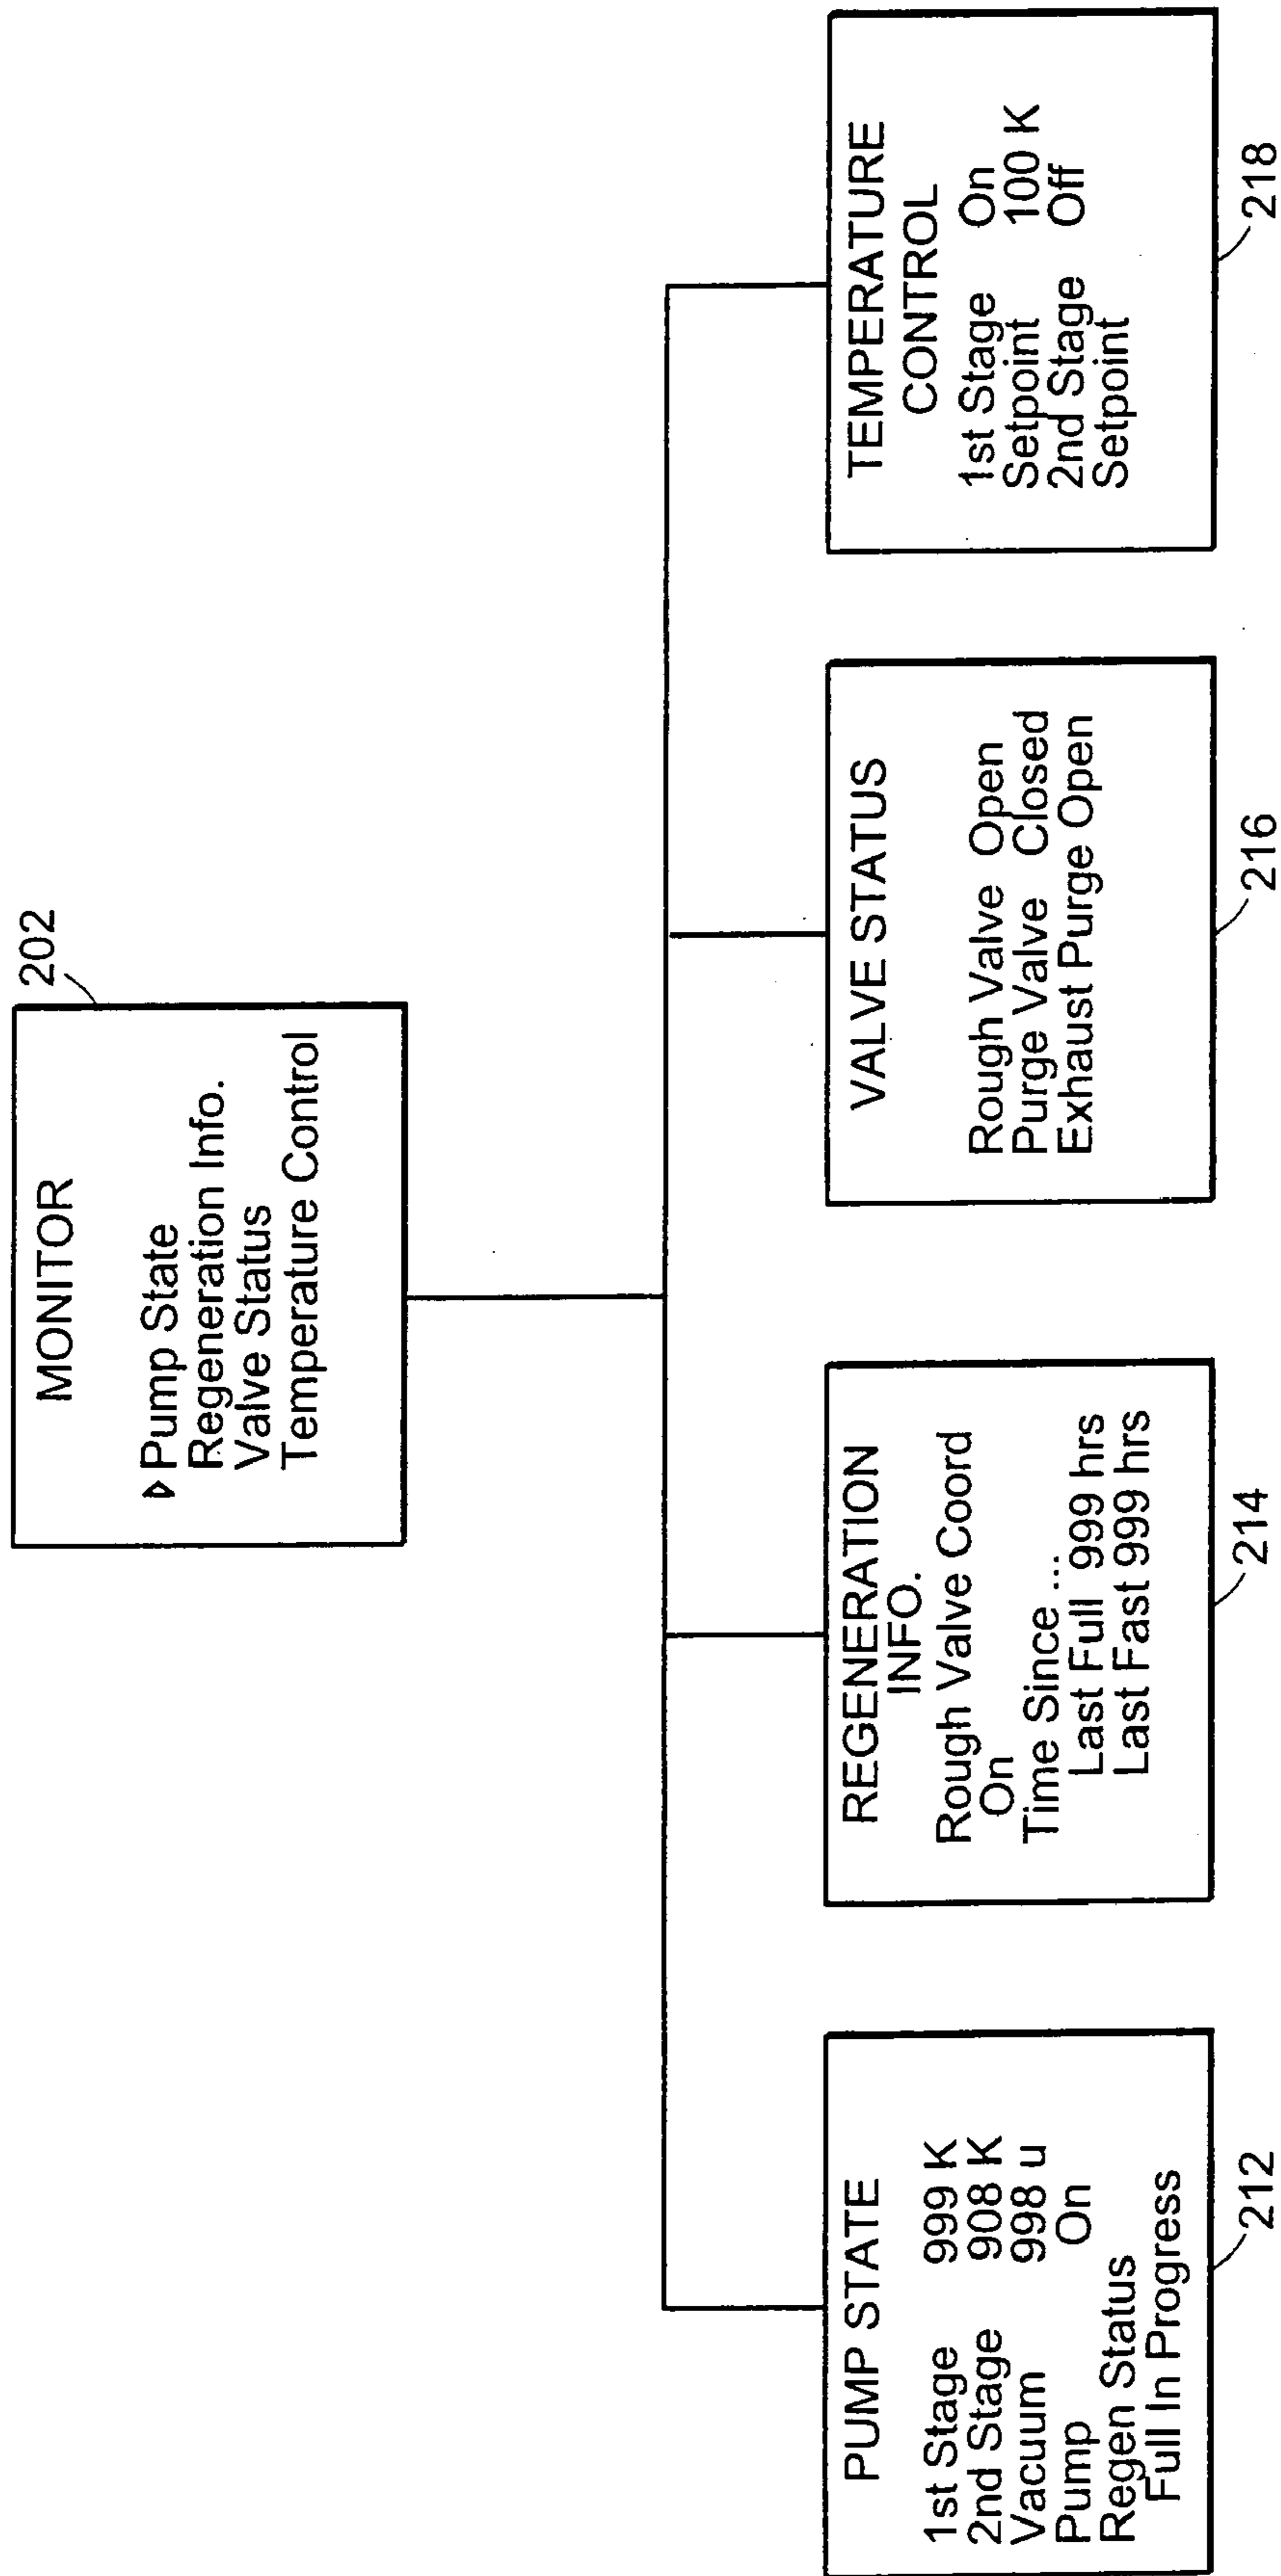 MONITOR
Pump State
Regeneration Info.
Valve Status
Temperature Control
202
PUMP STATE
1st Stage 999 K
2nd Stage 908 K
Vacuum 998 u
Pump On
Regen Status
Full In Progress
212
REGENERATION
INFO.
Rough Valve Coord
On
Time Since ...
Last Full 999 hrs
Last Fast 999 hrs
214
VALVE STATUS
Rough Valve Open
Purge Valve Closed
Exhaust Purge Open
216
TEMPERATURE
CONTROL
1st Stage On
Setpoint 100 K
2nd Stage Off
Setpoint
218